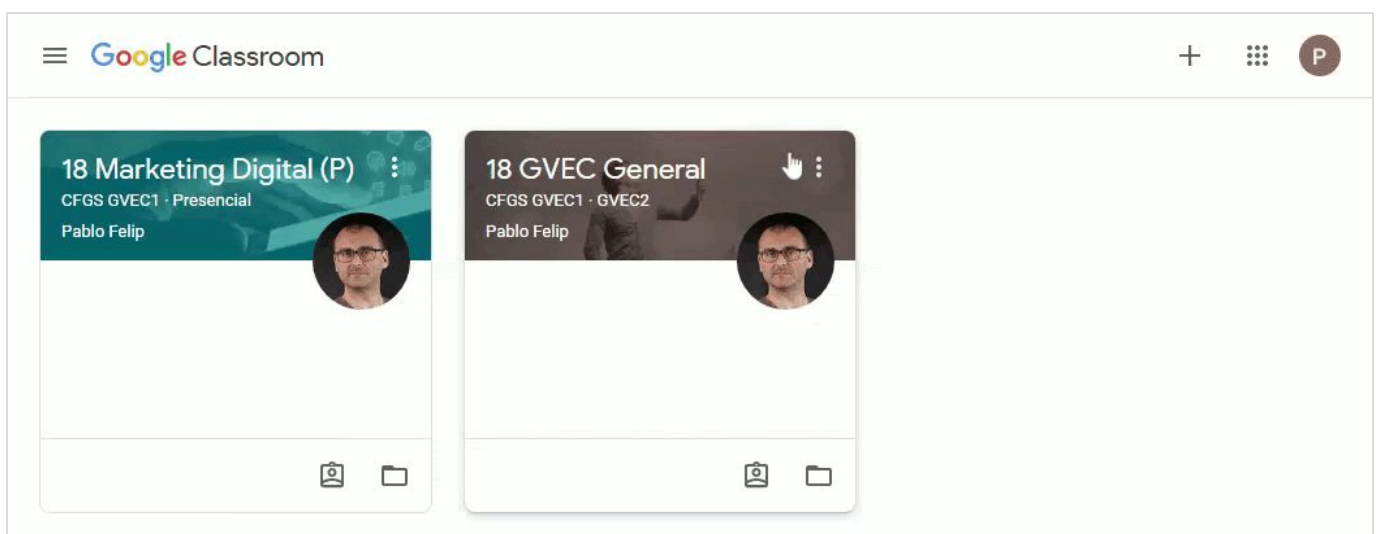 Google Classroom
P
18 Marketing Digital (P)
CFGS GVEC1 · Presencial
Pablo Felip
18 GVEC General
CFGS GVEC1 · GVEC2
Pablo Felip